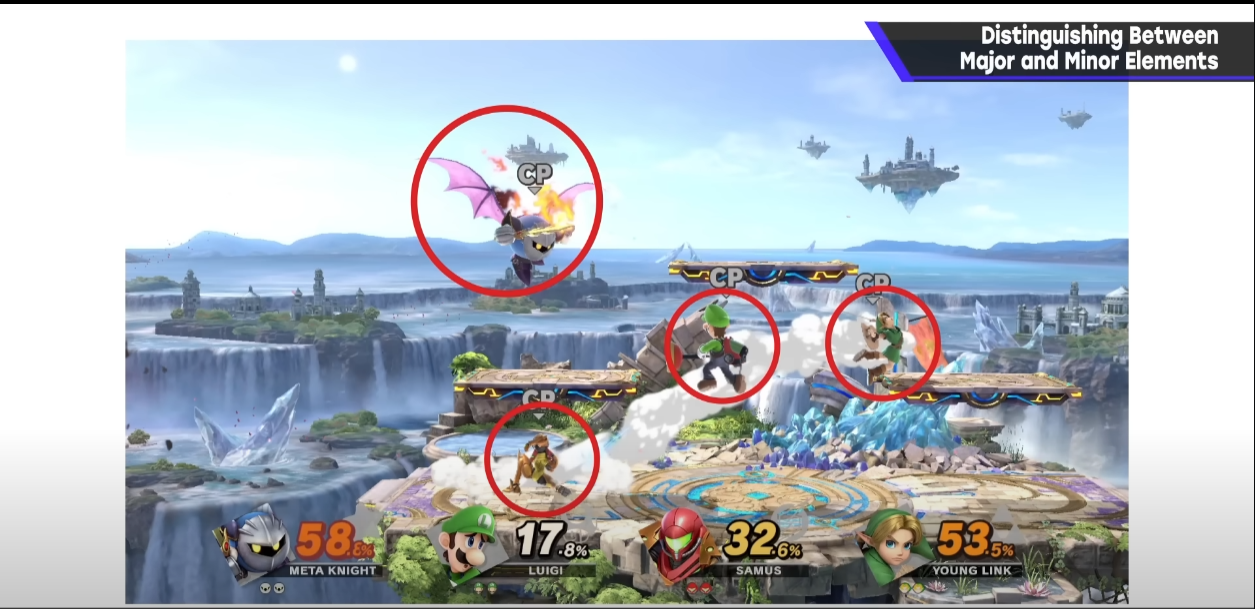 Distinguishing Between
Major and Minor Elements
CP
CP
CP
CP
58.8%
META KNIGHT
17.8%
LUIGI
32.6%
SAMUS
53.5%
YOUNG LINK